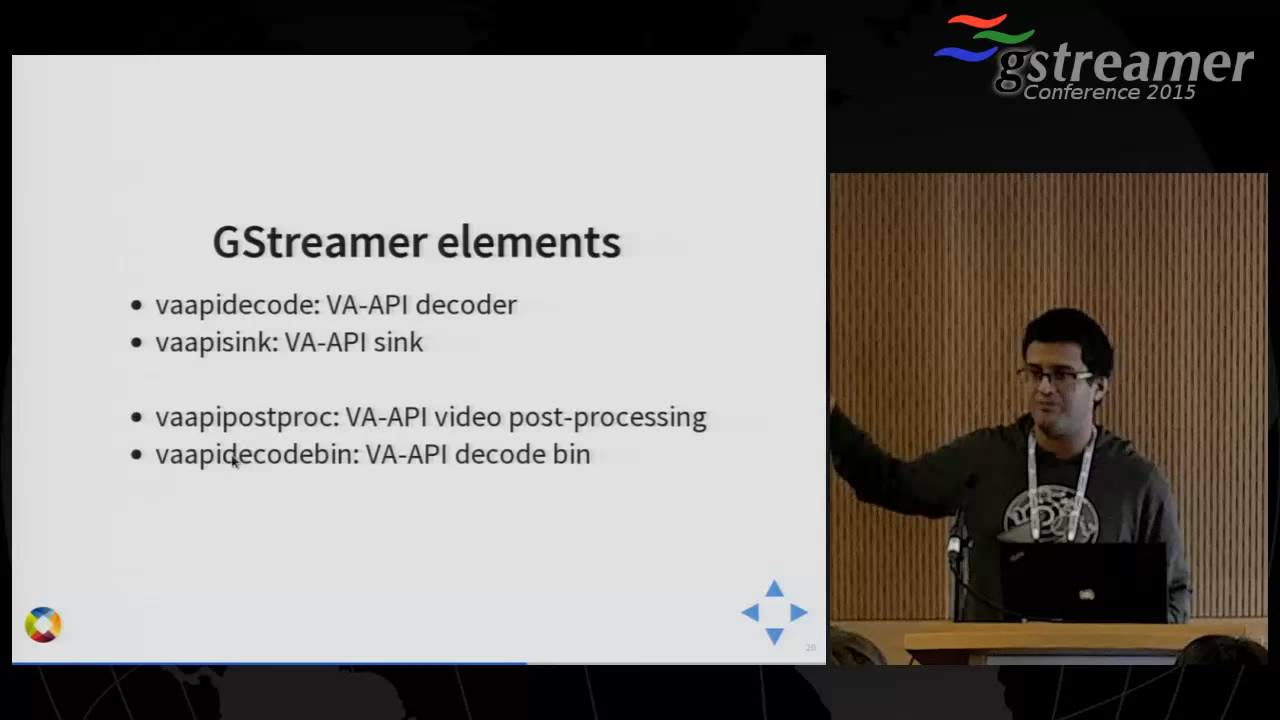 gstreamer
Conference 2015
GStreamer elements
• vaapidecode: VA-API decoder
• vaapisink: VA-API sink
• vaapipostproc: VA-API video post-processing
• vaapidecodebin: VA-API decode bin
20